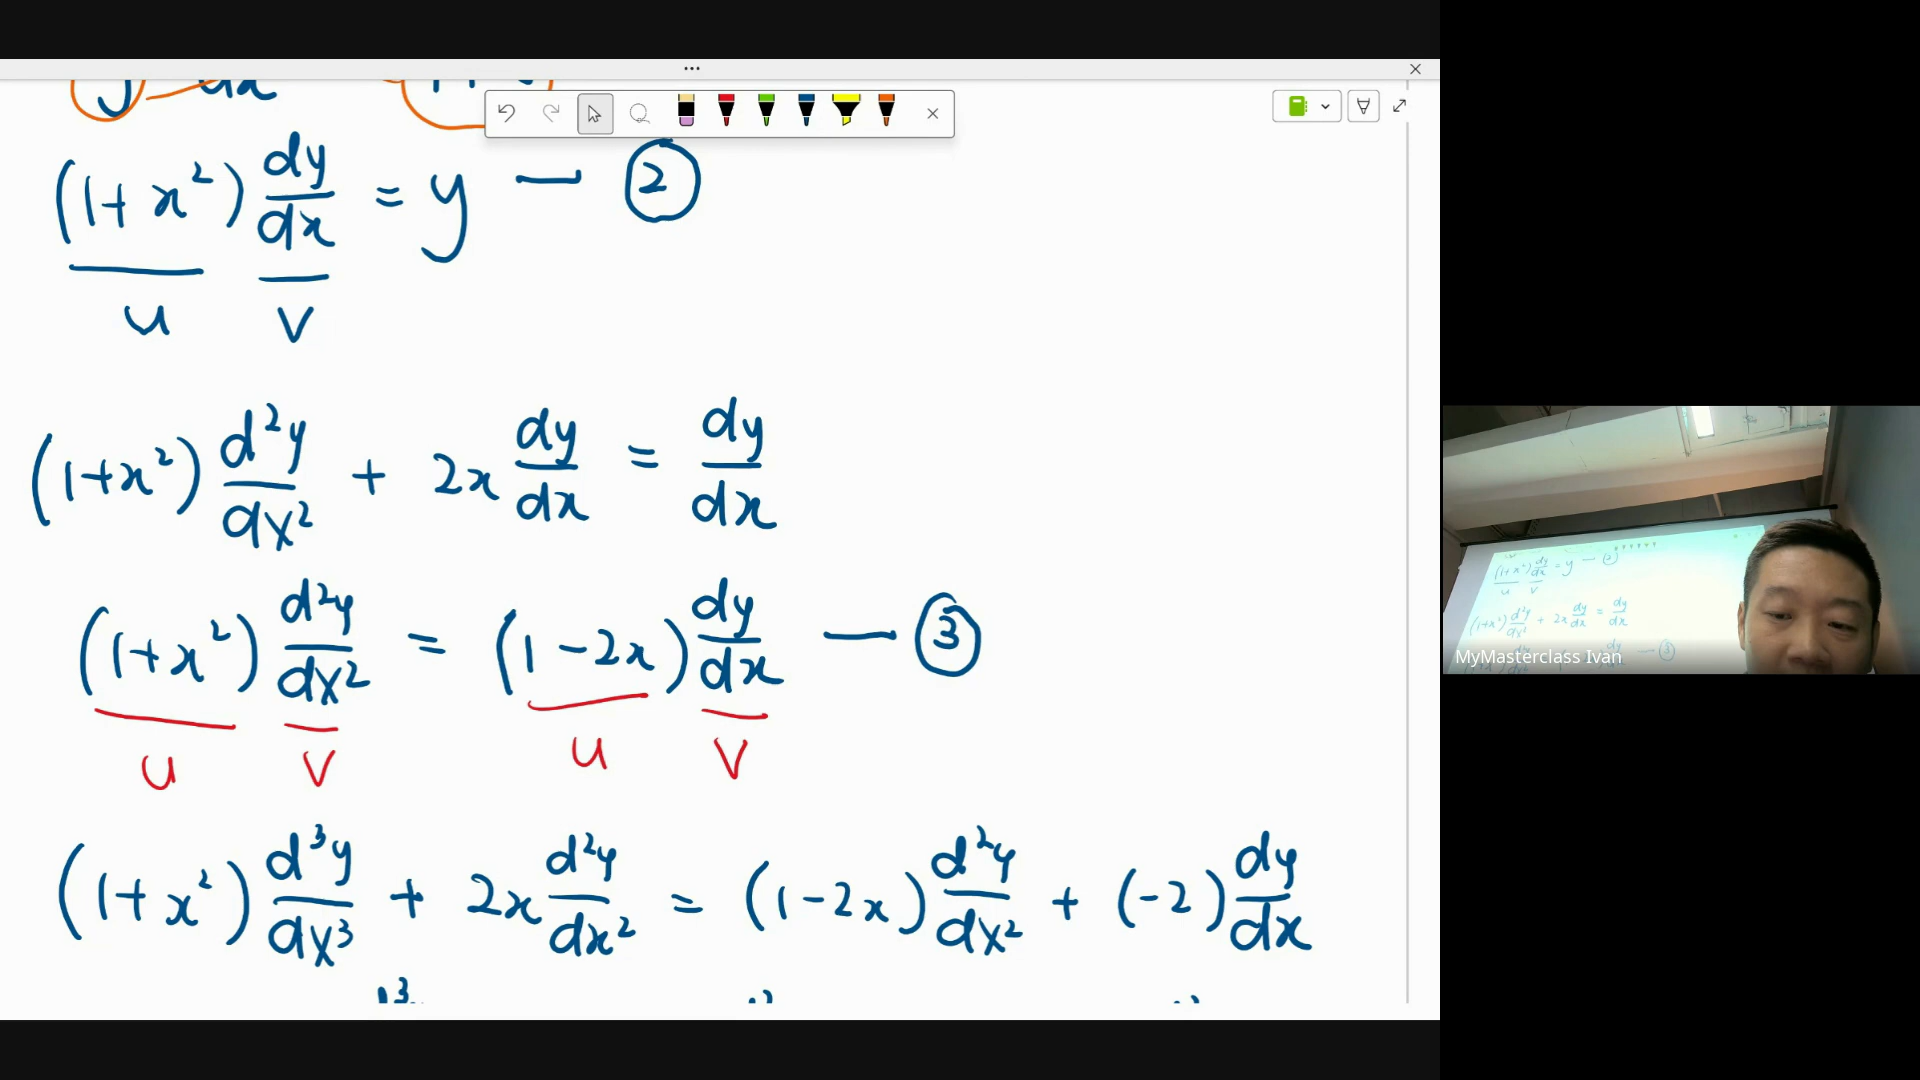 (1+x²) dy/dx = y — ②
u v
(1+x²) d²y/dx² + 2x dy/dx = dy/dx
(1+x²) d²y/dx² = (1-2x) dy/dx — ③
u v u v
(1+x²) d³y/dx³ + 2x d²y/dx² = (1-2x) d²y/dx² + (-2) dy/dx
MyMasterclass Ivan